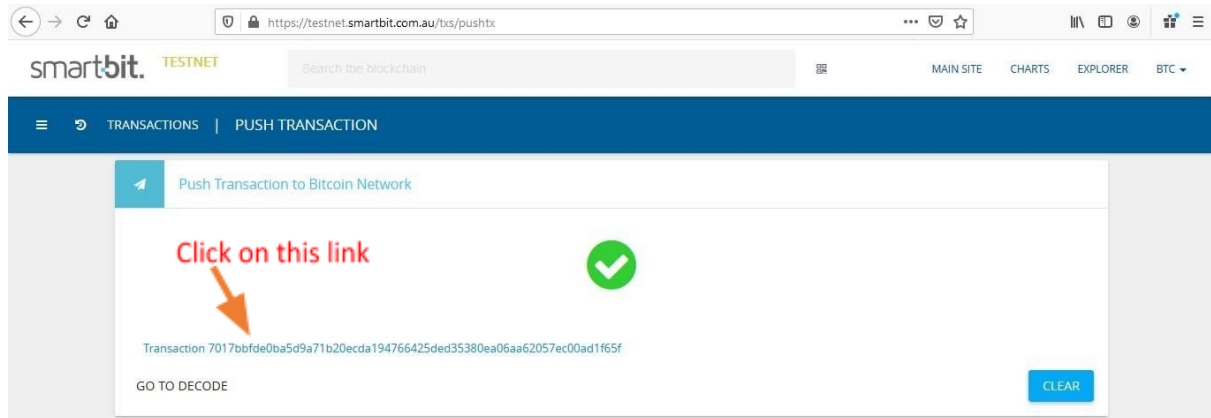 https://testnet.smartbit.com.au/txs/pushtx
smartbit. TESTNET Search the blockchain MAIN SITE CHARTS EXPLORER BTC
TRANSACTIONS | PUSH TRANSACTION
Push Transaction to Bitcoin Network
Click on this link
Transaction 7017bbfde0ba5d9a71b20ecda194766425ded35380ea06aa62057ec00ad1f65f
GO TO DECODE CLEAR